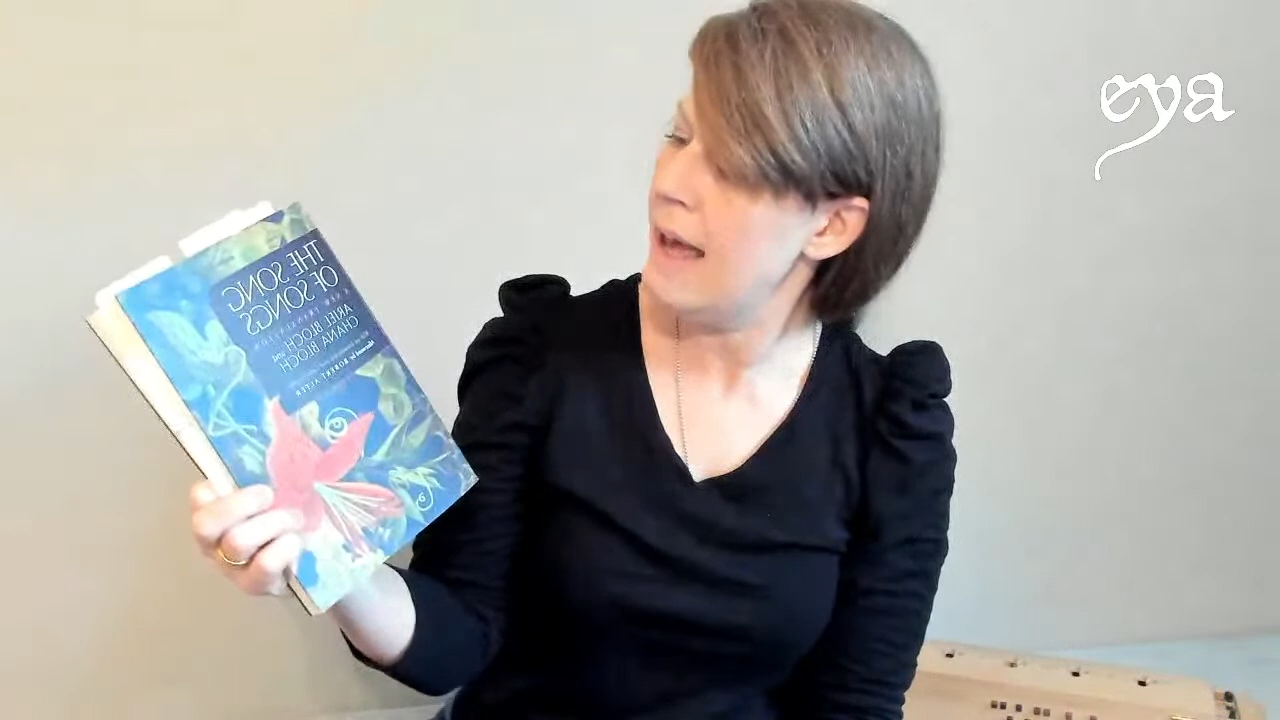 eya
THE SONG
OF SONGS
A NEW TRANSLATION
ARIEL BLOCH and
CHANA BLOCH
Afterword by ROBERT ALTER